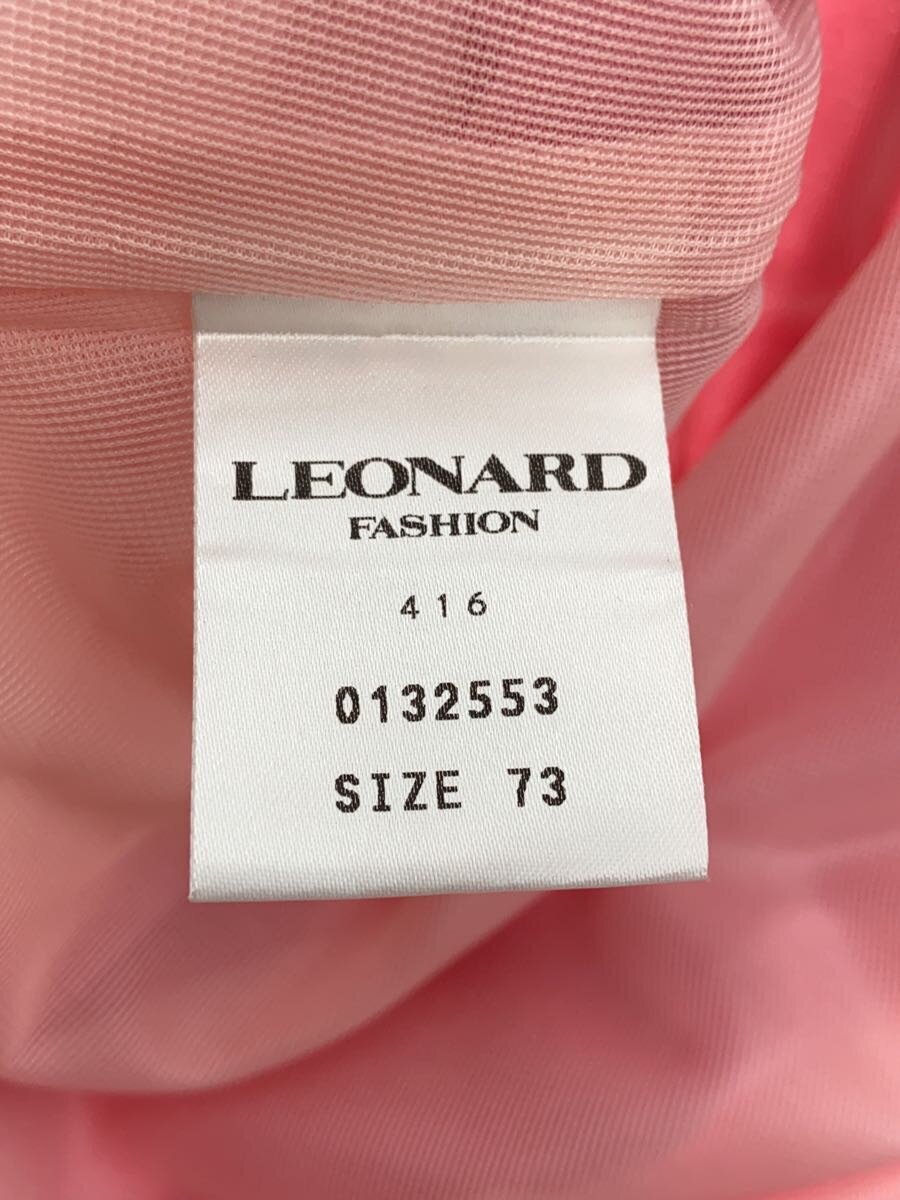 LEONARD
FASHION
416
0132553
SIZE 73